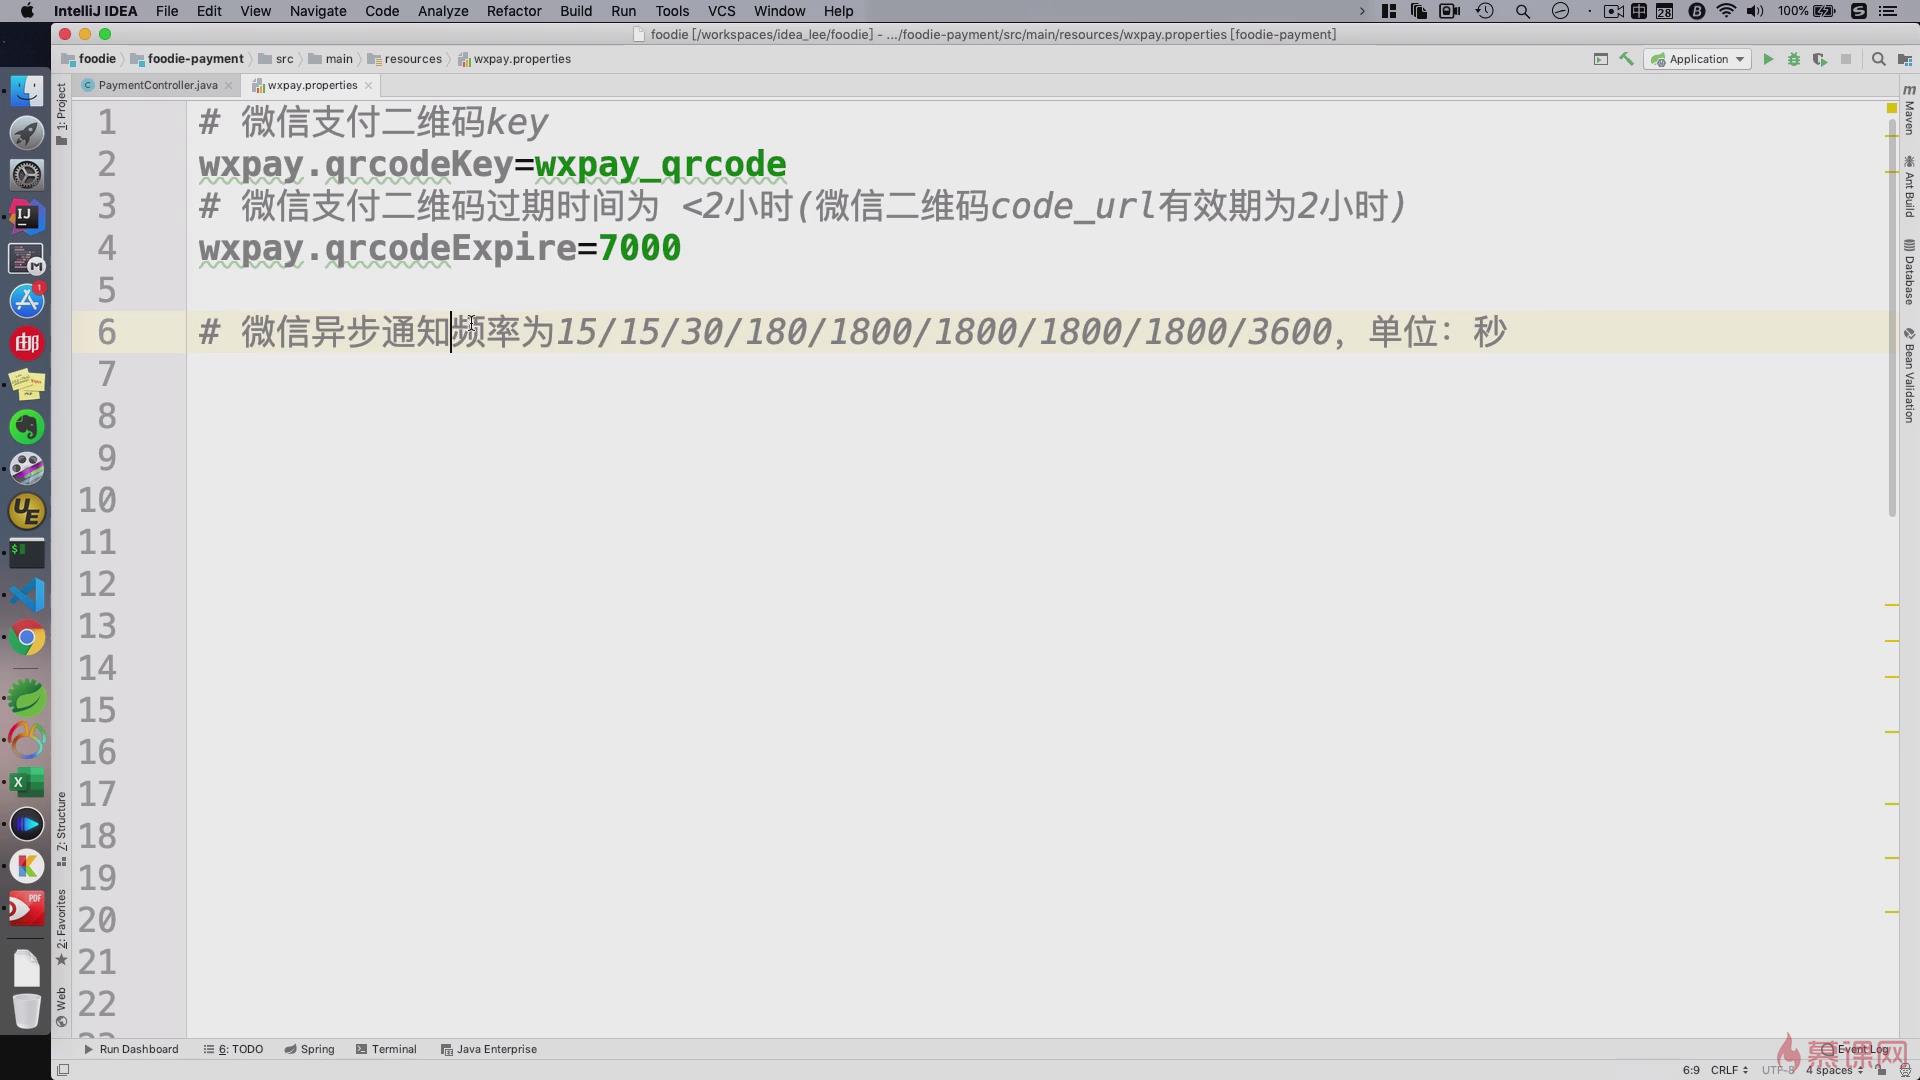 IntelliJ IDEA File Edit View Navigate Code Analyze Refactor Build Run Tools VCS Window Help 中 28 100%
foodie [/workspaces/idea_lee/foodie] - .../foodie-payment/src/main/resources/wxpay.properties [foodie-payment]
foodie foodie-payment src main resources wxpay.properties Application
PaymentController.java wxpay.properties
1: Project
Maven
Ant Build
Database
Bean Validation
1 # 微信支付二维码key
2 wxpay.qrcodeKey=wxpay_qrcode
3 # 微信支付二维码过期时间为 <2小时(微信二维码code_url有效期为2小时)
4 wxpay.qrcodeExpire=7000
5
6 # 微信异步通知频率为15/15/30/180/1800/1800/1800/1800/3600, 单位: 秒
7
8
9
10
11
12
13
14
15
16
17
18
19
20
21
22
Z: Structure
2: Favorites
Web
Run Dashboard 6: TODO Spring Terminal Java Enterprise Event Log
慕课网
6:9 CRLF UTF-8 4 spaces